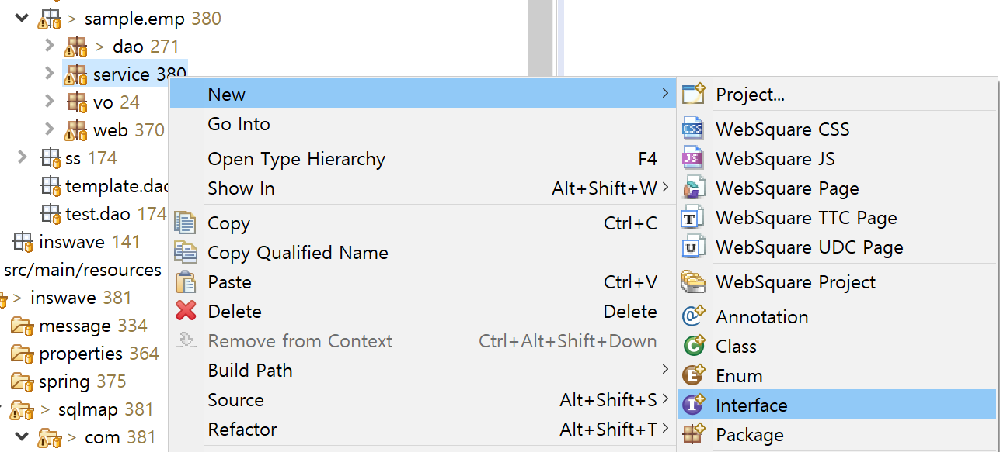 > sample.emp 380
> dao 271
service 380
vo 24
web 370
ss 174
template.dao
test.dao 174
inswave 141
src/main/resources
> inswave 381
message 334
properties 364
spring 375
> sqlmap 381
> com 381
New >
Go Into
Open Type Hierarchy F4
Show In Alt+Shift+W >
Copy Ctrl+C
Copy Qualified Name
Paste Ctrl+V
Delete Delete
Remove from Context Ctrl+Alt+Shift+Down
Build Path >
Source Alt+Shift+S >
Refactor Alt+Shift+T >
Project...
WebSquare CSS
WebSquare JS
WebSquare Page
WebSquare TTC Page
WebSquare UDC Page
WebSquare Project
Annotation
Class
Enum
Interface
Package